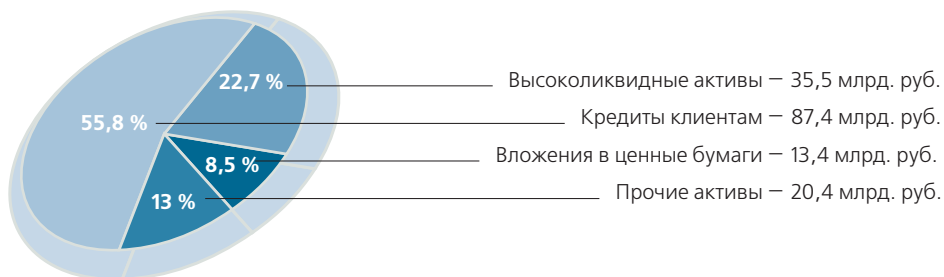 22,7 %
55,8 %
8,5 %
13 %
Высоколиквидные активы – 35,5 млрд. руб.
Кредиты клиентам – 87,4 млрд. руб.
Вложения в ценные бумаги – 13,4 млрд. руб.
Прочие активы – 20,4 млрд. руб.